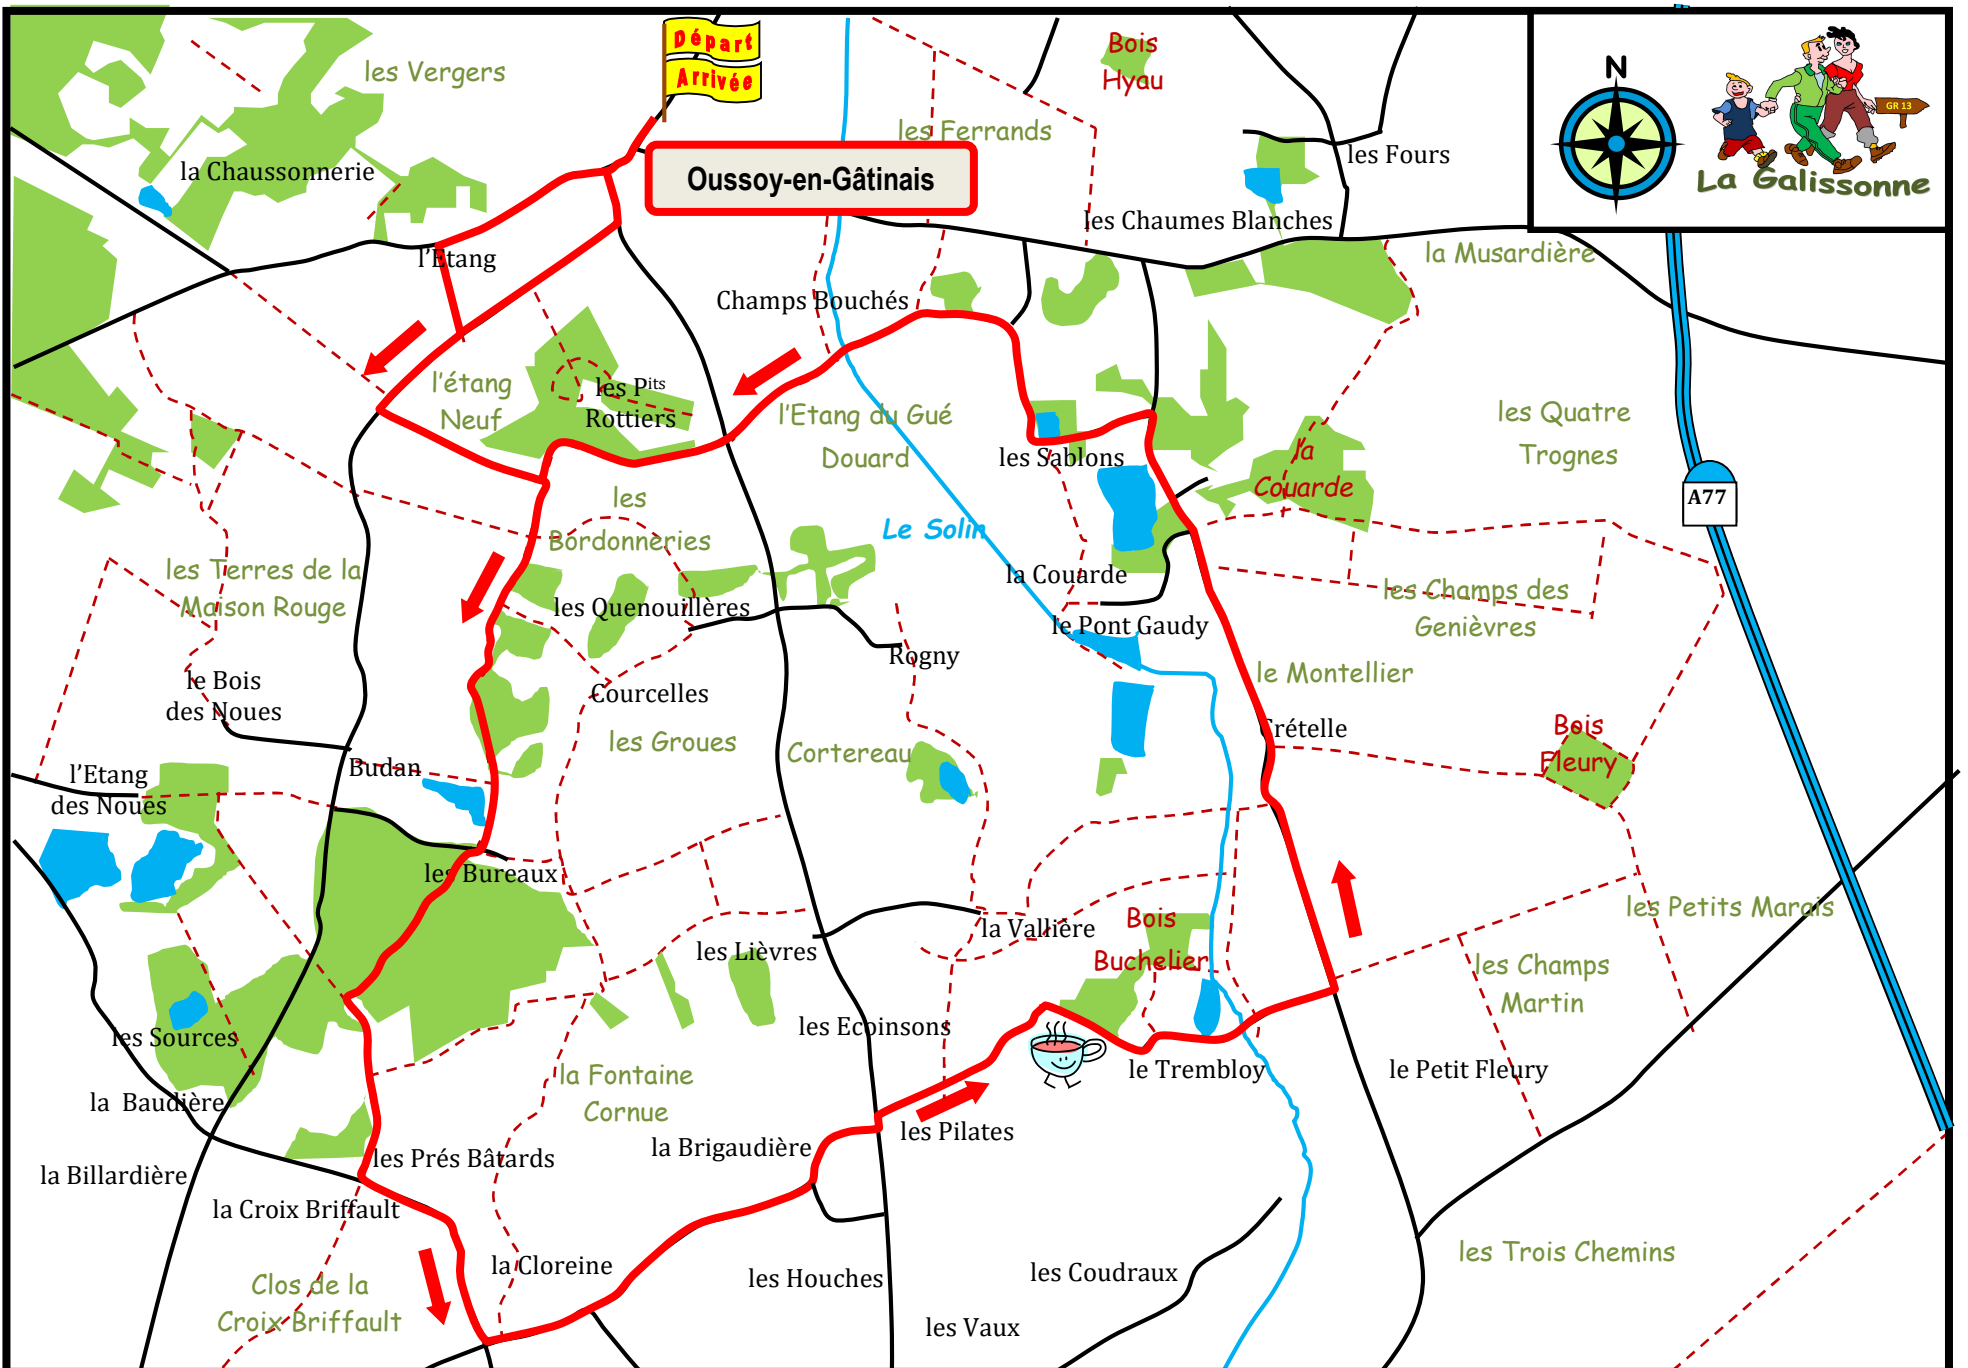 Départ
Arrivée
Oussoy-en-Gâtinais
N
GR 13
La Galissonne
les Vergers
Bois
Hyau
les Ferrands
les Fours
la Chaussonnerie
les Chaumes Blanches
la Musardière
l'Etang
Champs Bouchés
l'étang
Neuf
les Pits
Rottiers
l'Etang du Gué
Douard
les Quatre
Trognes
les Sablons
la
Couarde
A77
les
Bordonneries
Le Solin
les Terres de la
Maison Rouge
la Couarde
les Champs des
Genièvres
les Quenouillères
le Pont Gaudy
Rogny
le Montellier
le Bois
des Noues
Courcelles
Crételle
Bois
Fleury
les Groues
Cortereau
Budan
l'Etang
des Noues
les Bureaux
les Petits Marais
la Vallière
Bois
Buchelier
les Lièvres
les Champs
Martin
les Sources
les Ecoinsons
la Fontaine
Cornue
le Trembloy
le Petit Fleury
la Baudière
les Pilates
la Brigaudière
les Prés Bâtards
la Billardière
la Croix Briffault
la Cloreine
les Houches
les Coudraux
les Trois Chemins
Clos de la
Croix Briffault
les Vaux